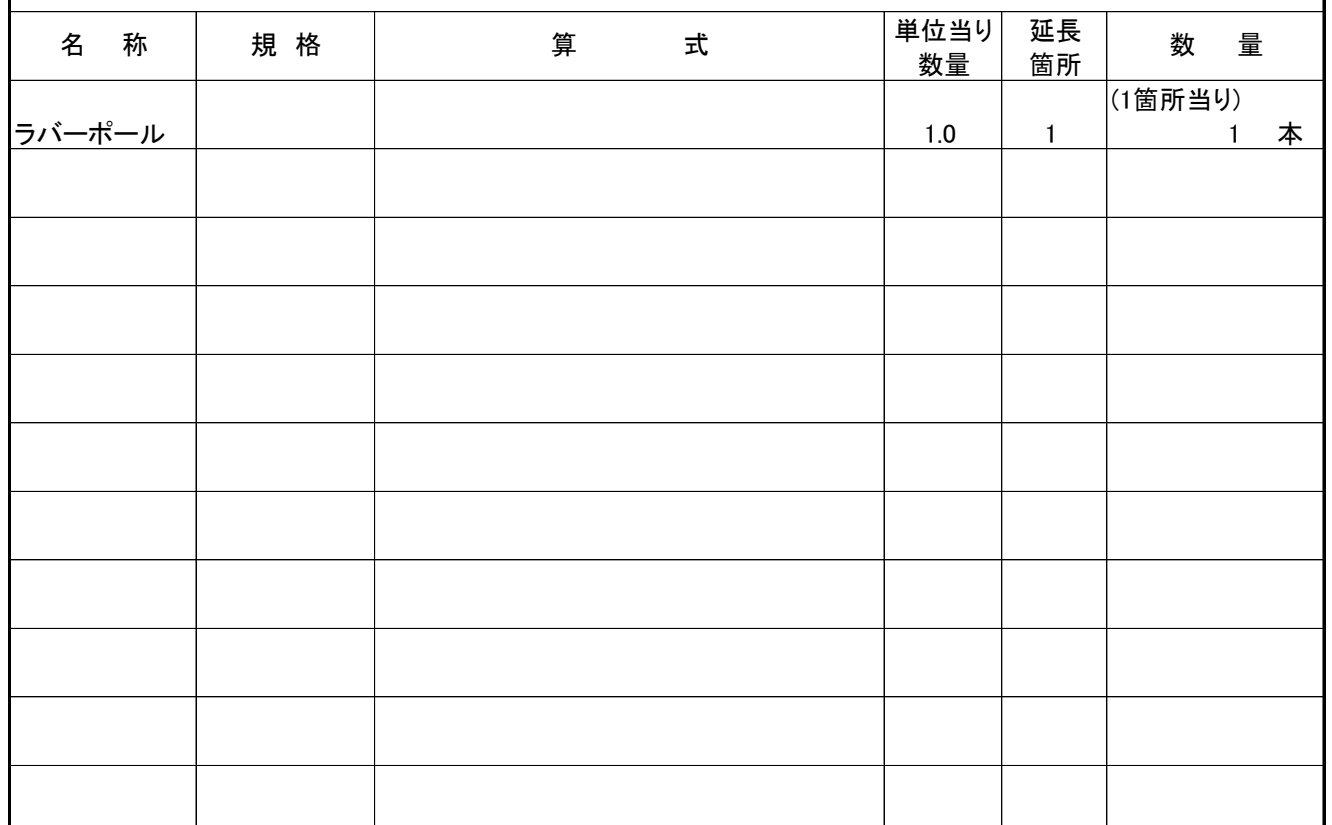 名 称 規 格 算 式 単位当り数量 延長箇所 数 量
(1箇所当り)
ラバーポール 1.0 1 1 本